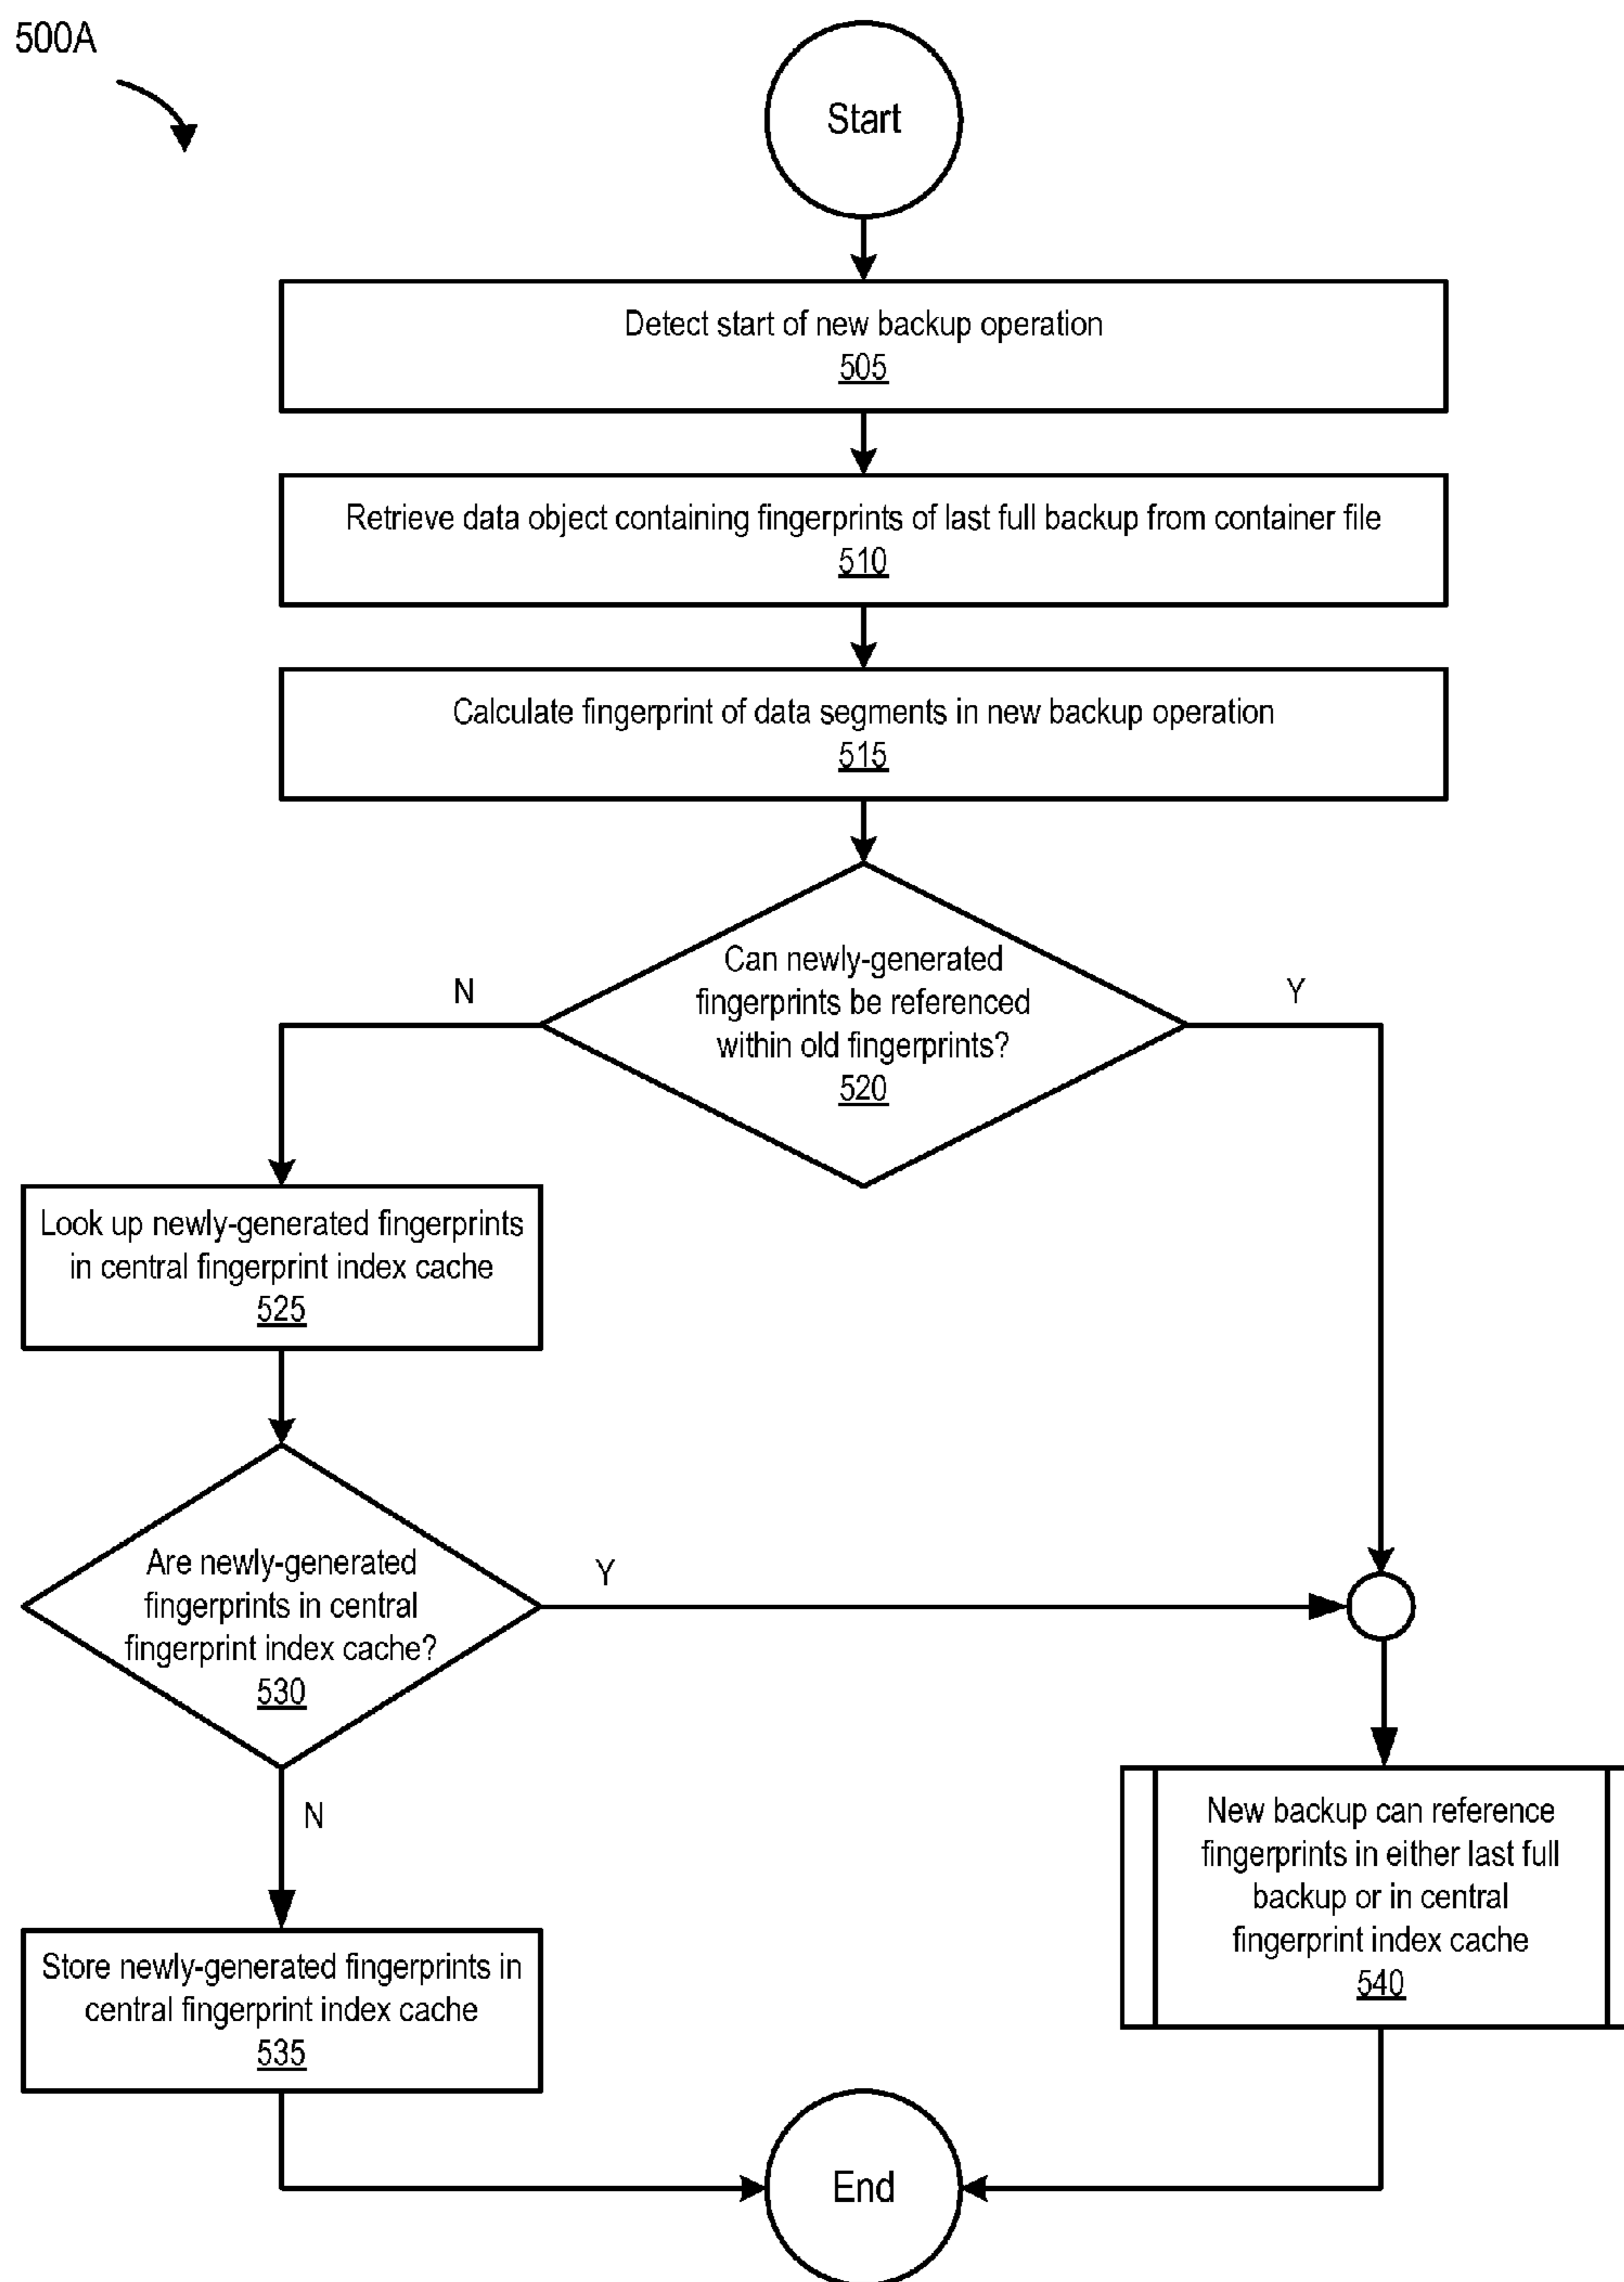 500A
Start
Detect start of new backup operation
505
Retrieve data object containing fingerprints of last full backup from container file
510
Calculate fingerprint of data segments in new backup operation
515
Can newly-generated
fingerprints be referenced
within old fingerprints?
520
N
Y
Look up newly-generated fingerprints
in central fingerprint index cache
525
Are newly-generated
fingerprints in central
fingerprint index cache?
530
Y
N
New backup can reference
fingerprints in either last full
backup or in central
fingerprint index cache
540
Store newly-generated fingerprints in
central fingerprint index cache
535
End